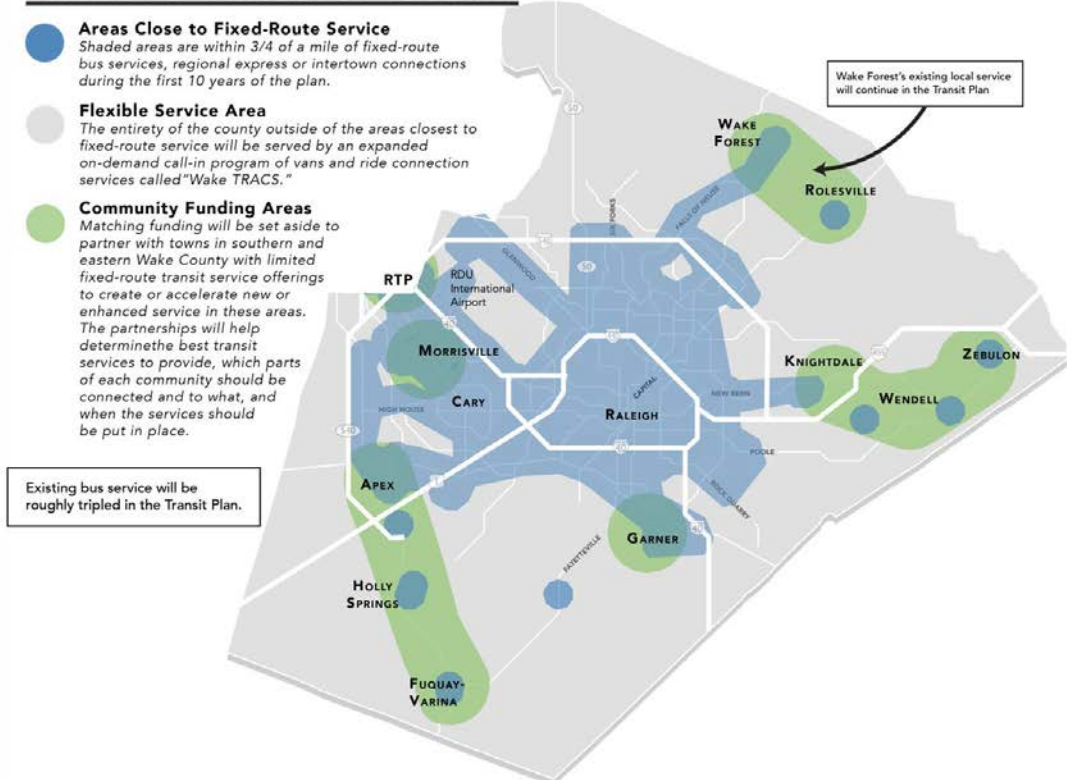 Areas Close to Fixed-Route Service
Shaded areas are within 3/4 of a mile of fixed-route
bus services, regional express or intertown connections
during the first 10 years of the plan.
Flexible Service Area
The entirety of the county outside of the areas closest to
fixed-route service will be served by an expanded
on-demand call-in program of vans and ride connection
services called"Wake TRACS."
Community Funding Areas
Matching funding will be set aside to
partner with towns in southern and
eastern Wake County with limited
fixed-route transit service offerings
to create or accelerate new or
enhanced service in these areas.
The partnerships will help
determinethe best transit
services to provide, which parts
of each community should be
connected and to what, and
when the services should
be put in place.
Existing bus service will be
roughly tripled in the Transit Plan.
Wake Forest's existing local service
will continue in the Transit Plan
50
WAKE
FOREST
ROLESVILLE
FALLS OF NEUSE
SIX FORKS
GLENWOOD
50
RTP
RDU
International
Airport
40
MORRISVILLE
KNIGHTDALE
ZEBULON
WENDELL
CARY
CAPITAL
RALEIGH
NEW BERN
HIGH HOUSE
540
40
POOLE
1
APEX
ROCK QUARRY
40
GARNER
FAYETTEVILLE
HOLLY
SPRINGS
FUQUAY-
VARINA